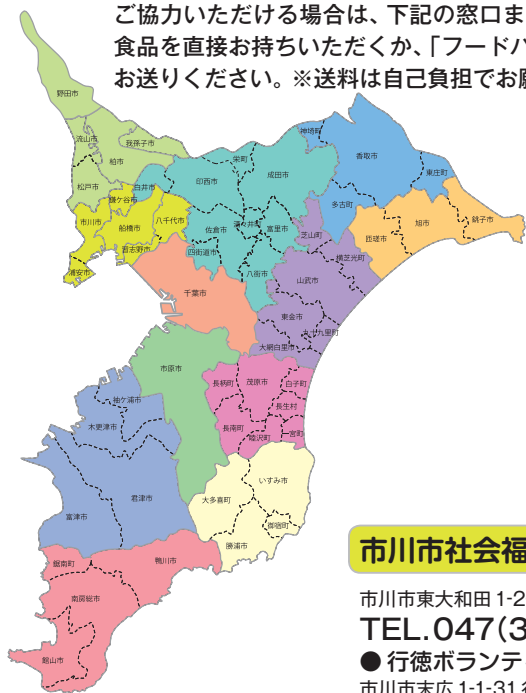 ご協力いただける場合は、下記の窓口ま
食品を直接お持ちいただくか、「フードバ
お送りください。※送料は自己負担でお願
野田市
流山市
我孫子市
柏市
松戸市
鎌ケ谷市
白井市
市川市
船橋市
八千代市
習志野市
浦安市
印西市
栄町
成田市
佐倉市
酒々井町
富里市
四街道市
八街市
神崎町
香取市
東庄町
多古町
匝瑳市
旭市
銚子市
芝山町
横芝光町
山武市
東金市
九十九里町
大網白里市
千葉市
市原市
長柄町
茂原市
白子町
長生村
長南町
睦沢町
一宮町
袖ケ浦市
木更津市
君津市
富津市
いすみ市
大多喜町
御宿町
勝浦市
鋸南町
鴨川市
南房総市
館山市
市川市社会福
市川市東大和田1-2
TEL.047(3
●行徳ボランテ
市川市末広1-1-31